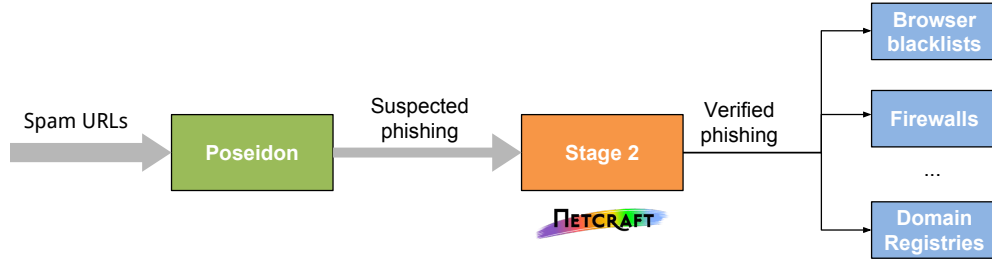 Spam URLs
Poseidon
Suspected
phishing
Stage 2
NETCRAFT
Verified
phishing
Browser
blacklists
Firewalls
...
Domain
Registries